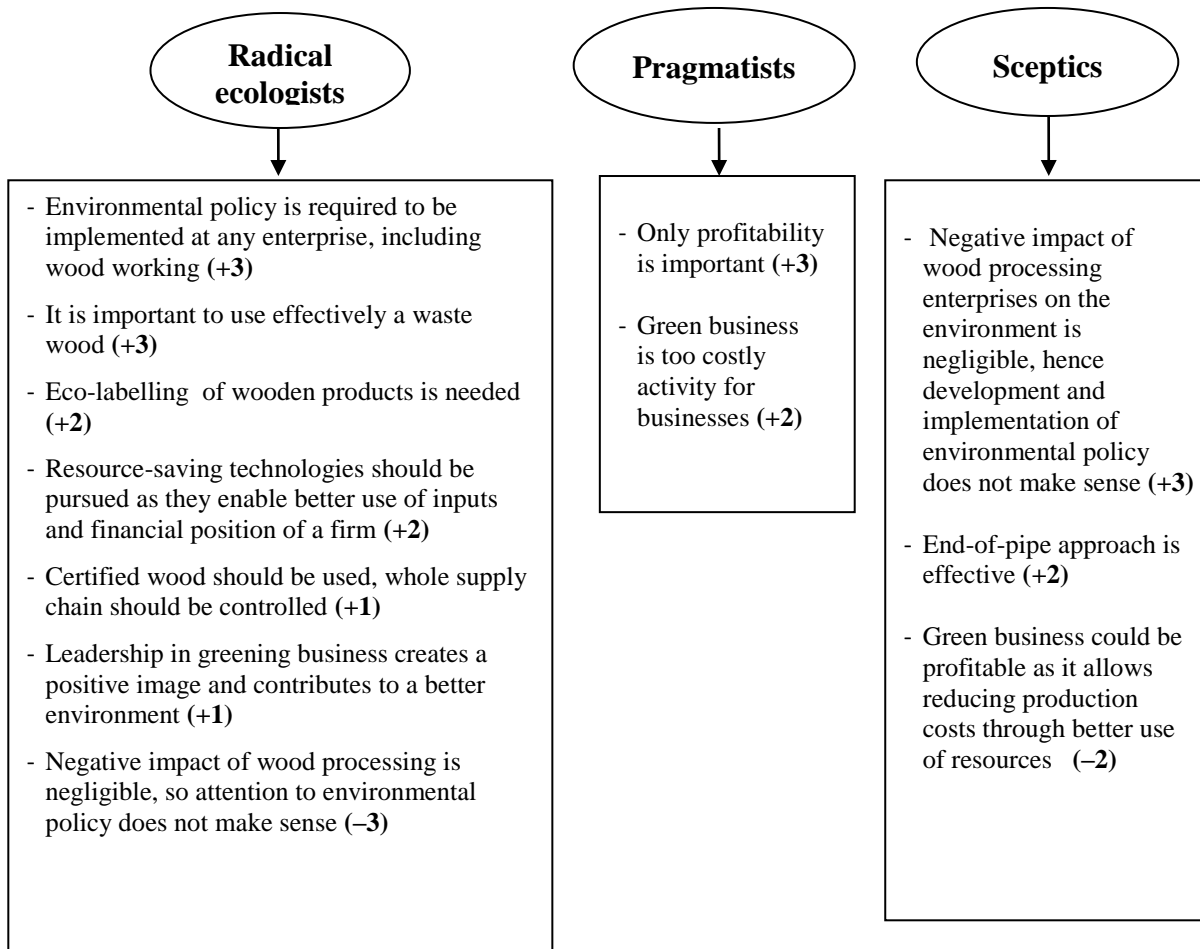 Radical
ecologists
- Environmental policy is required to be
implemented at any enterprise, including
wood working (+3)
- It is important to use effectively a waste
wood (+3)
- Eco-labelling of wooden products is needed
(+2)
- Resource-saving technologies should be
pursued as they enable better use of inputs
and financial position of a firm (+2)
- Certified wood should be used, whole supply
chain should be controlled (+1)
- Leadership in greening business creates a
positive image and contributes to a better
environment (+1)
- Negative impact of wood processing is
negligible, so attention to environmental
policy does not make sense (–3)
Pragmatists
- Only profitability
is important (+3)
- Green business
is too costly
activity for
businesses (+2)
Sceptics
- Negative impact of
wood processing
enterprises on the
environment is
negligible, hence
development and
implementation of
environmental policy
does not make sense (+3)
- End-of-pipe approach is
effective (+2)
- Green business could be
profitable as it allows
reducing production
costs through better use
of resources (–2)